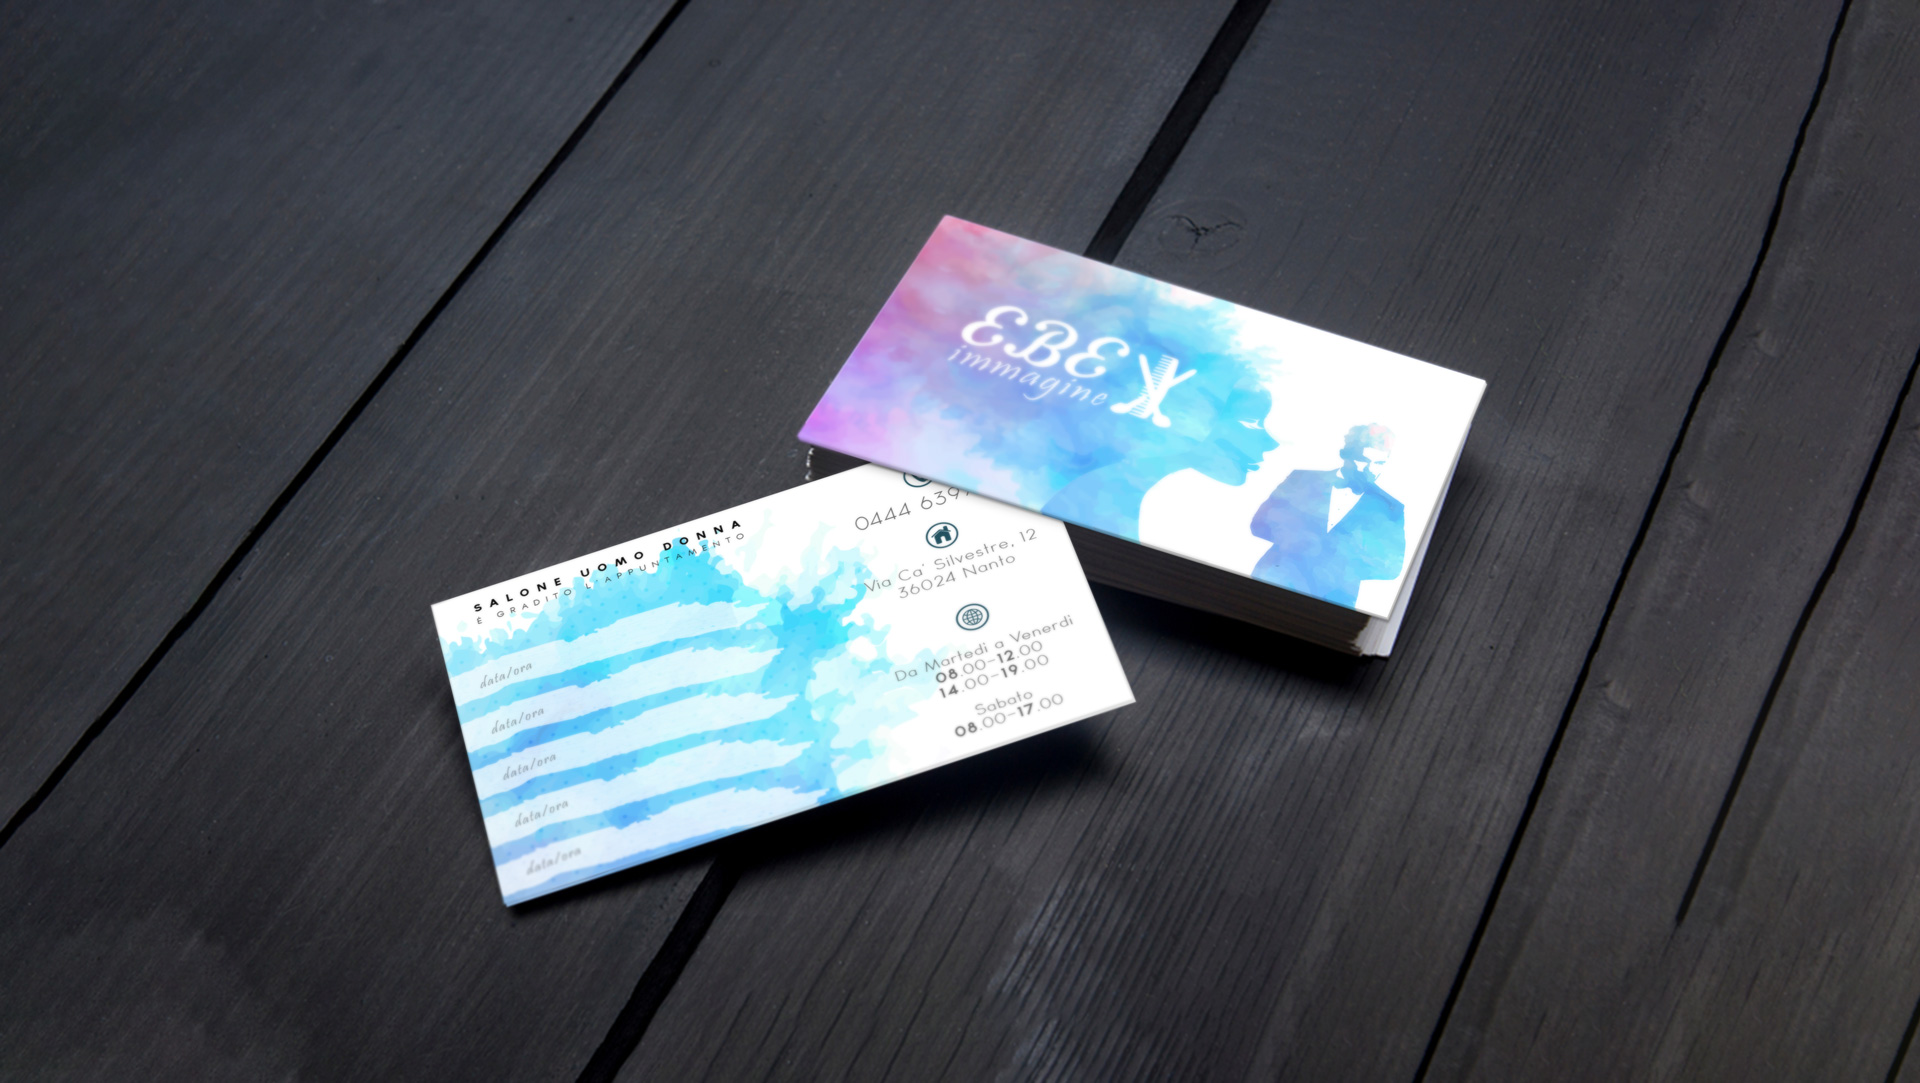 EBE
immagine
SALONE UOMO DONNA
È GRADITO L'APPUNTAMENTO
data/ora
data/ora
data/ora
data/ora
data/ora
0444 639
Via Ca' Silvestre, 12
36024 Nanto
Da Martedì a Venerdì
08.00-12.00
14.00-19.00
Sabato
08.00-17.00